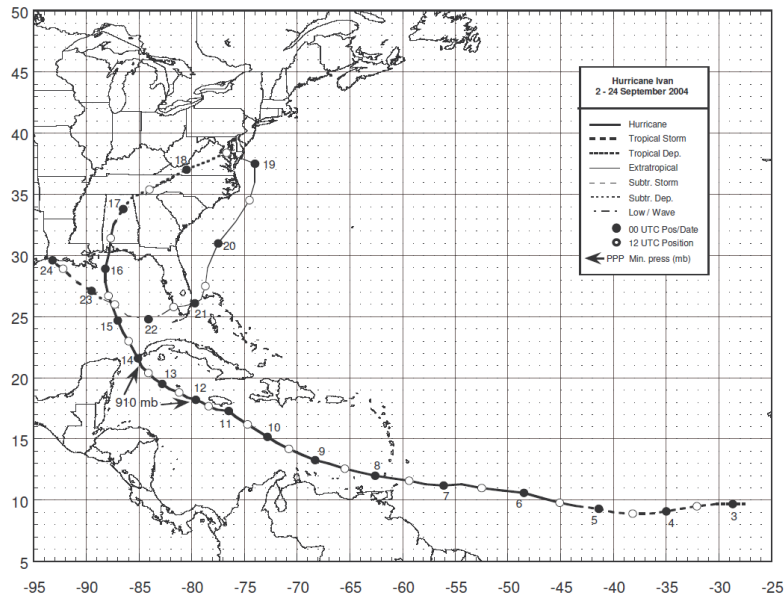 50
45
40
35
30
25
20
15
10
5
Hurricane Ivan
2 - 24 September 2004
Hurricane
Tropical Storm
Tropical Dep.
Extratropical
Subtr. Storm
Subtr. Dep.
Low / Wave
00 UTC Pos/Date
12 UTC Position
PPP Min. press (mb)
18
19
17
20
24
16
23
21
15
22
14
13
12
910 mb
11
10
9
8
7
6
5
4
3
-95 -90 -85 -80 -75 -70 -65 -60 -55 -50 -45 -40 -35 -30 -25